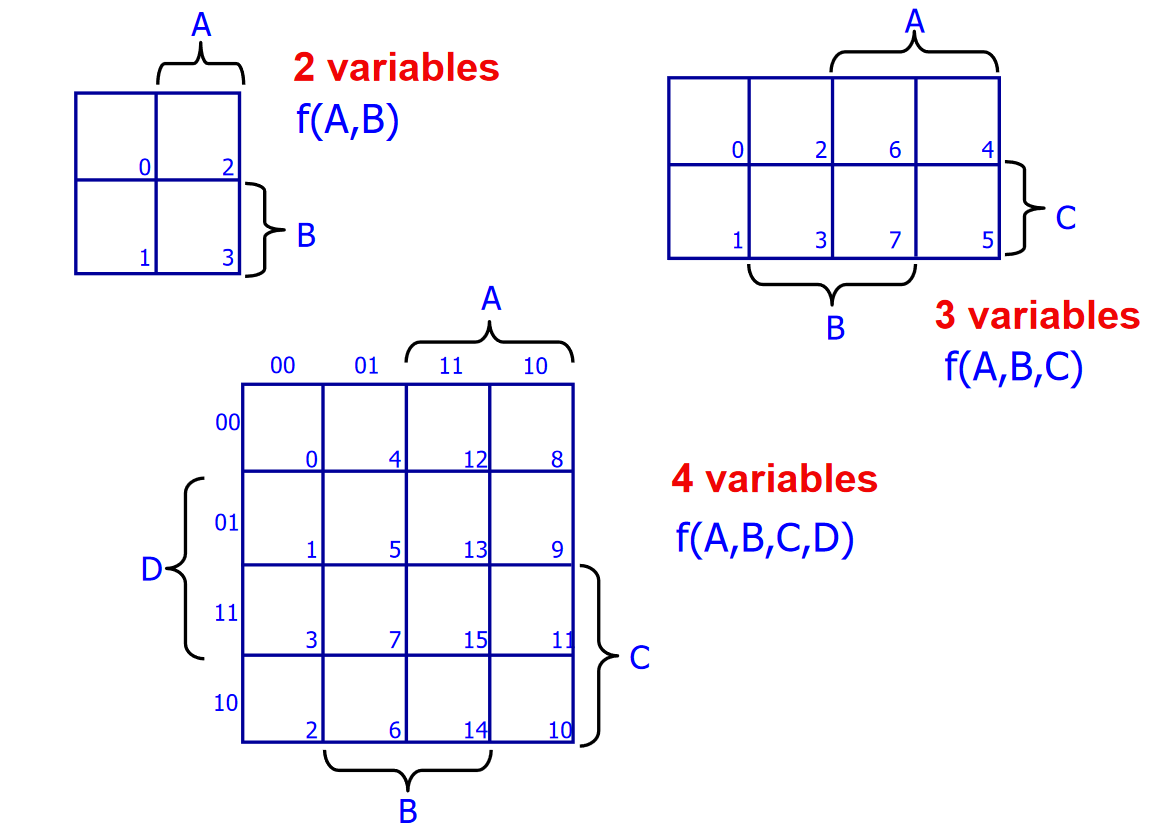 A
2 variables
f(A,B)
0 2
B
1 3
A
0 2 6 4
C
1 3 7 5
B
3 variables
f(A,B,C)
A
00 01 11 10
00
0 4 12 8
01
1 5 13 9
D
11
3 7 15 11
C
10
2 6 14 10
B
4 variables
f(A,B,C,D)